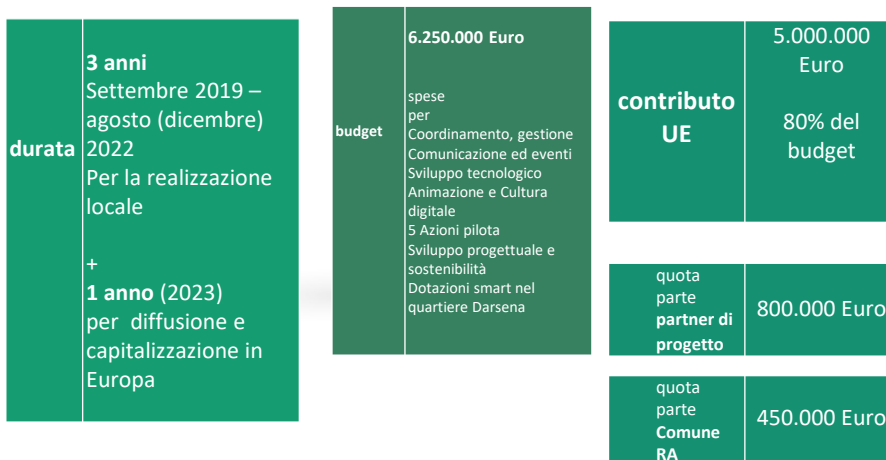 durata
3 anni
Settembre 2019 –
agosto (dicembre)
2022
Per la realizzazione
locale
+
1 anno (2023)
per diffusione e
capitalizzazione in
Europa
budget
6.250.000 Euro
spese
per
Coordinamento, gestione
Comunicazione ed eventi
Sviluppo tecnologico
Animazione e Cultura
digitale
5 Azioni pilota
Sviluppo progettuale e
sostenibilità
Dotazioni smart nel
quartiere Darsena
contributo
UE
5.000.000
Euro
80% del
budget
quota
parte
partner di
progetto
800.000 Euro
quota
parte
Comune
RA
450.000 Euro